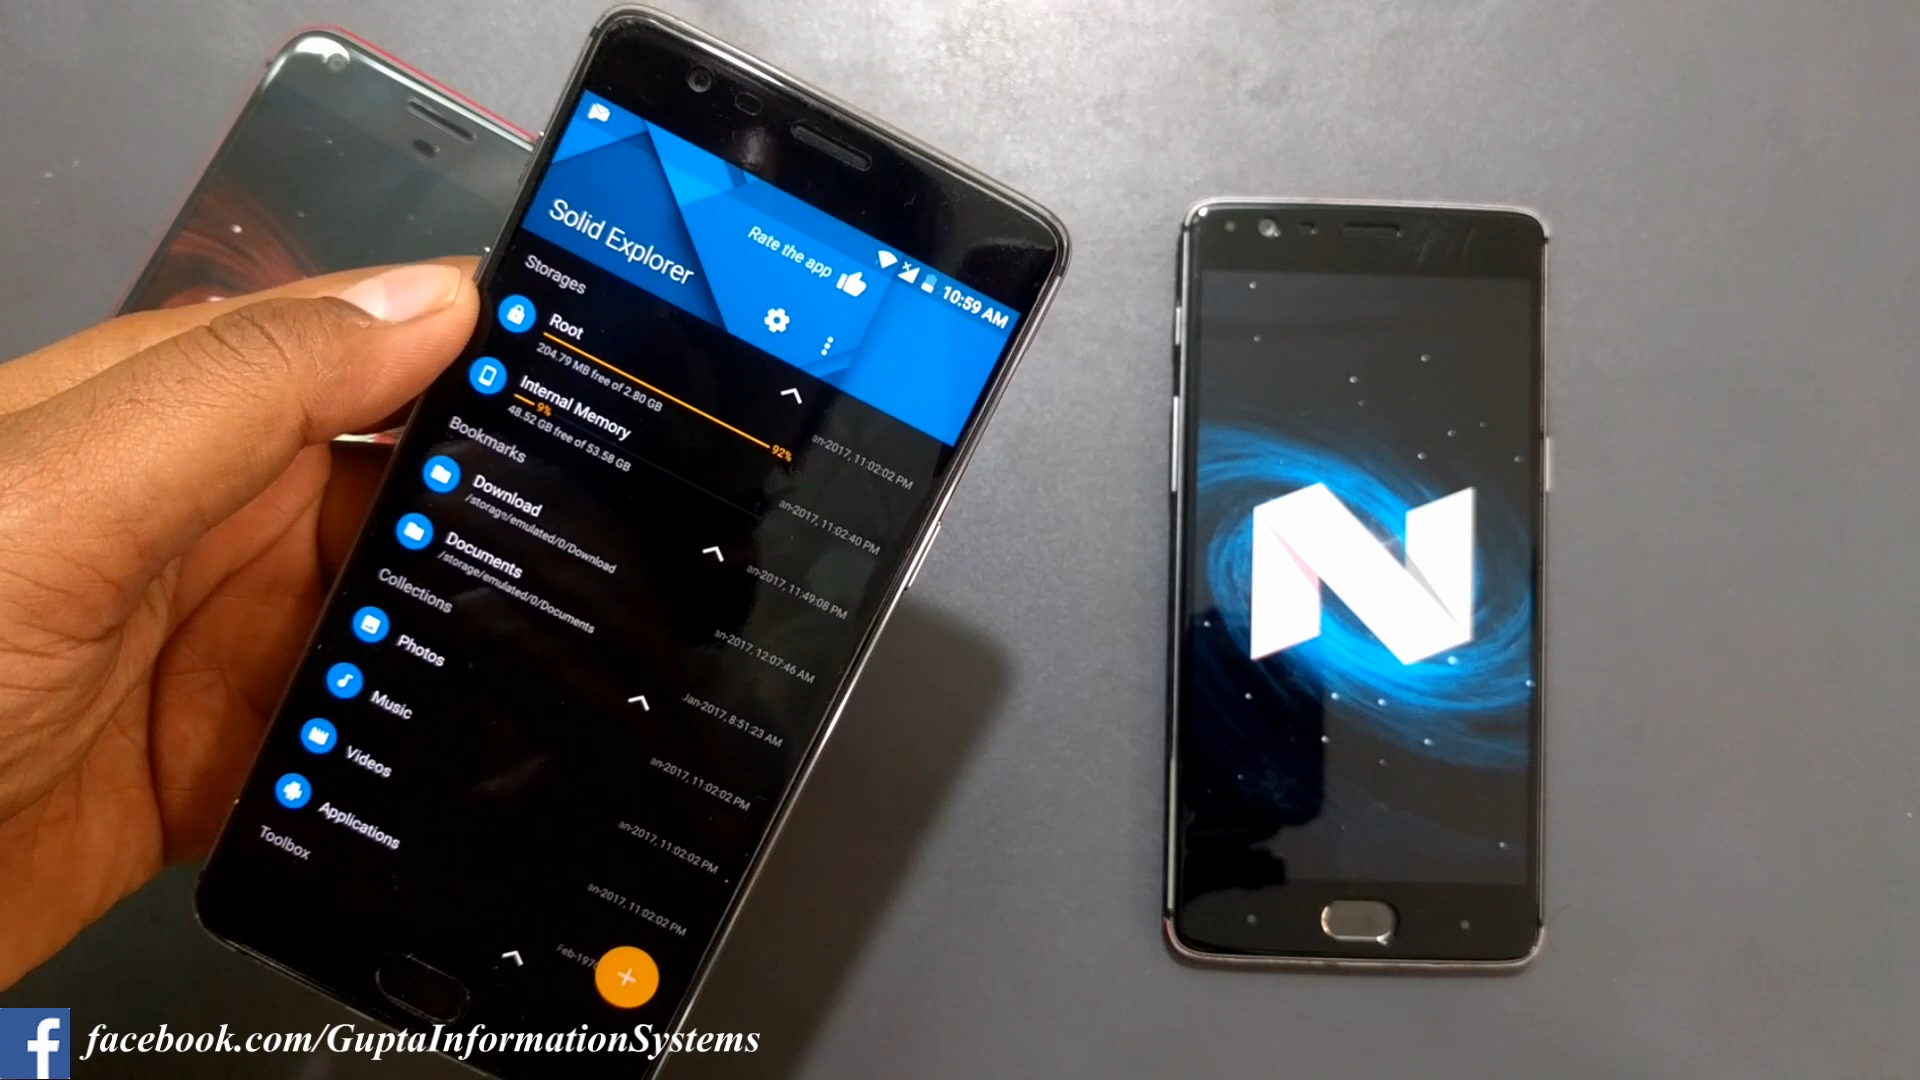 Solid Explorer
Rate the app
10:59 AM
Storages
Root
204.79 MB free of 2.80 GB
92%
Internal Memory
9%
48.52 GB free of 53.58 GB
Bookmarks
Download
/storage/emulated/0/Download
Documents
/storage/emulated/0/Documents
Collections
Photos
Music
Videos
Applications
Toolbox
an-2017, 11:02:02 PM
an-2017, 11:02:40 PM
an-2017, 11:49:08 PM
an-2017, 12:07:46 AM
Jan-2017, 8:51:23 AM
an-2017, 11:02:02 PM
an-2017, 11:02:02 PM
an-2017, 11:02:02 PM
Feb-197
N
f facebook.com/GuptaInformationSystems